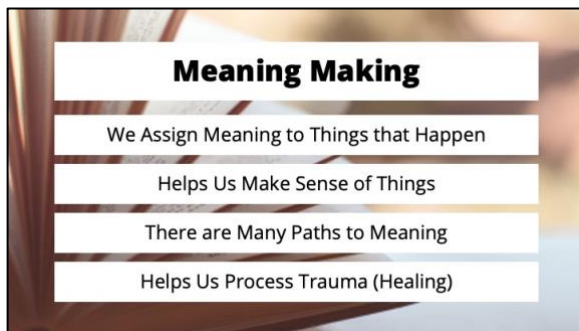 Meaning Making
We Assign Meaning to Things that Happen
Helps Us Make Sense of Things
There are Many Paths to Meaning
Helps Us Process Trauma (Healing)